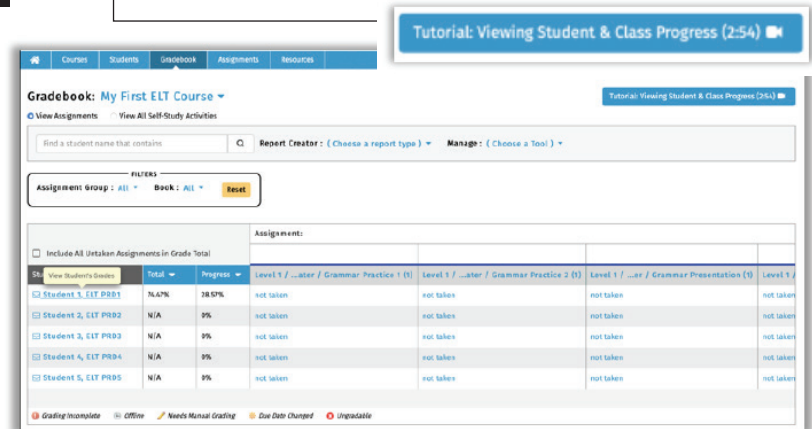 Tutorial: Viewing Student & Class Progress (2:54)
Courses Students Gradebook Assignments Resources
Gradebook: My First ELT Course
Tutorial: Viewing Student & Class Progress (2:54)
View Assignments View All Self-Study Activities
Find a student name that contains Report Creator : ( Choose a report type ) Manage : ( Choose a Tool )
FILTERS
Assignment Group : All Book : All Reset
Assignment:
Include All Untaken Assignments in Grade Total
View Student's Grades Total Progress Level 1 / ...ater / Grammar Practice 1 (1) Level 1 / ...ater / Grammar Practice 2 (1) Level 1 / ...er / Grammar Presentation (1) Level 1 /
Student 1, ELT PRD1 74.47% 28.57% not taken not taken not taken not taken
Student 2, ELT PRD2 N/A 0% not taken not taken not taken not taken
Student 3, ELT PRD3 N/A 0% not taken not taken not taken not taken
Student 4, ELT PRD4 N/A 0% not taken not taken not taken not taken
Student 5, ELT PRD5 N/A 0% not taken not taken not taken not taken
Grading Incomplete Offline Needs Manual Grading Due Date Changed Ungradable